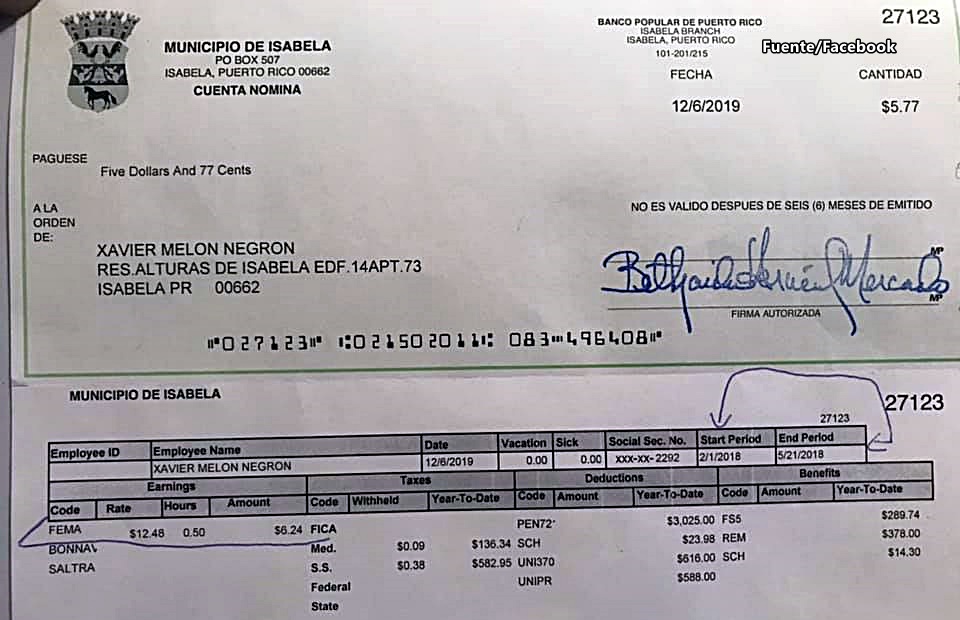 27123
BANCO POPULAR DE PUERTO RICO
ISABELA BRANCH
ISABELA, PUERTO RICO
101-201/215
Fuente/Facebook
MUNICIPIO DE ISABELA
PO BOX 507
ISABELA, PUERTO RICO 00662
CUENTA NOMINA
FECHA CANTIDAD
12/6/2019 $5.77
PAGUESE
Five Dollars And 77 Cents
A LA
ORDEN
DE:
NO ES VALIDO DESPUES DE SEIS (6) MESES DE EMITIDO
XAVIER MELON NEGRON
RES.ALTURAS DE ISABELA EDF.14APT.73
ISABELA PR 00662
MP
MP
FIRMA AUTORIZADA
⑈027123⑈ ⑆021502011⑆ 083⑉496408⑈
MUNICIPIO DE ISABELA
27123
27123
Employee ID Employee Name Date Vacation Sick Social Sec. No. Start Period End Period
XAVIER MELON NEGRON 12/6/2019 0.00 0.00 XXX-XX-2292 2/1/2018 5/21/2018
Earnings Taxes Deductions Benefits
Code Rate Hours Amount Code Withheld Year-To-Date Code Amount Year-To-Date Code Amount Year-To-Date
FEMA $12.48 0.50 $6.24 FICA PEN72 $3,025.00 FS5 $289.74
BONNAV Med. $0.09 $136.34 SCH $23.98 REM $378.00
SALTRA S.S. $0.38 $582.95 UNI370 $616.00 SCH $14.30
Federal UNIPR $588.00
State